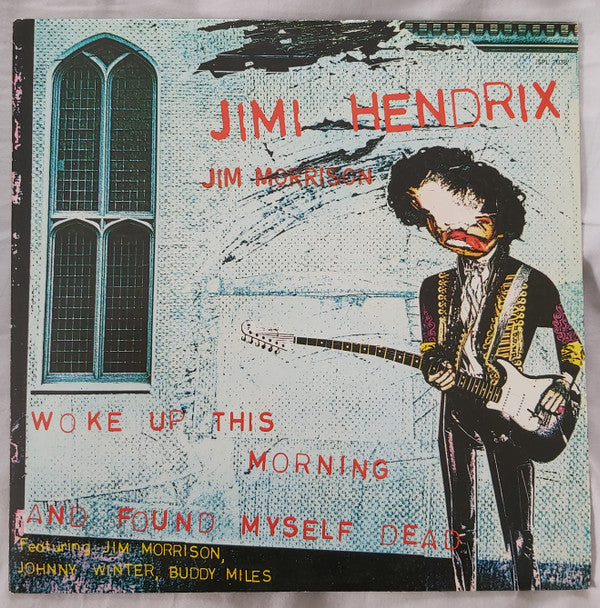 JIMI HENDRIX
JIM MORRISON
WOKE UP THIS
MORNING
AND FOUND MYSELF DEAD
Featuring JIM MORRISON,
JOHNNY WINTER, BUDDY MILES